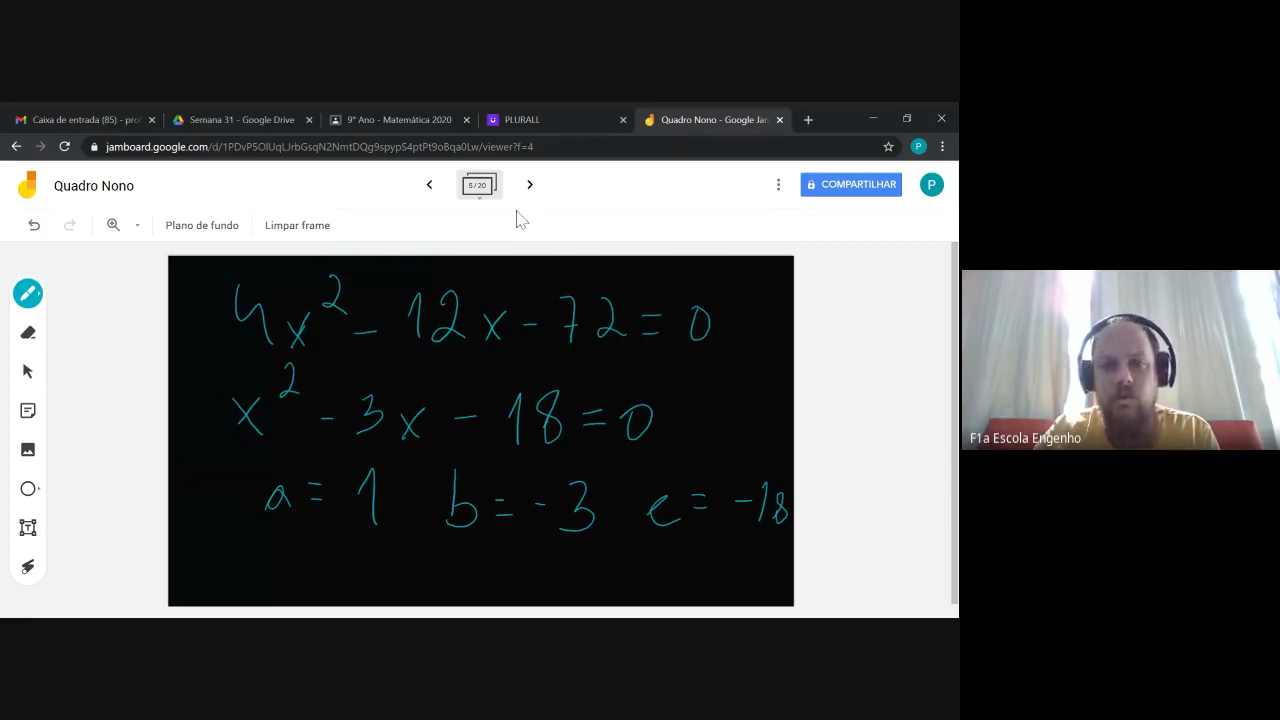 Caixa de entrada (85) - prof
Semana 31 - Google Drive
9° Ano - Matemática 2020
PLURALL
Quadro Nono - Google Jam
jamboard.google.com/d/1PDvP5OlUqLJrbGsqN2NmtDQg9spypS4ptPt9oBqa0Lw/viewer?f=4
P
Quadro Nono
5 / 20
COMPARTILHAR
P
Plano de fundo
Limpar frame
4x² - 12x - 72 = 0
x² - 3x - 18 = 0
a = 1 b = -3 c = -18
F1a Escola Engenho